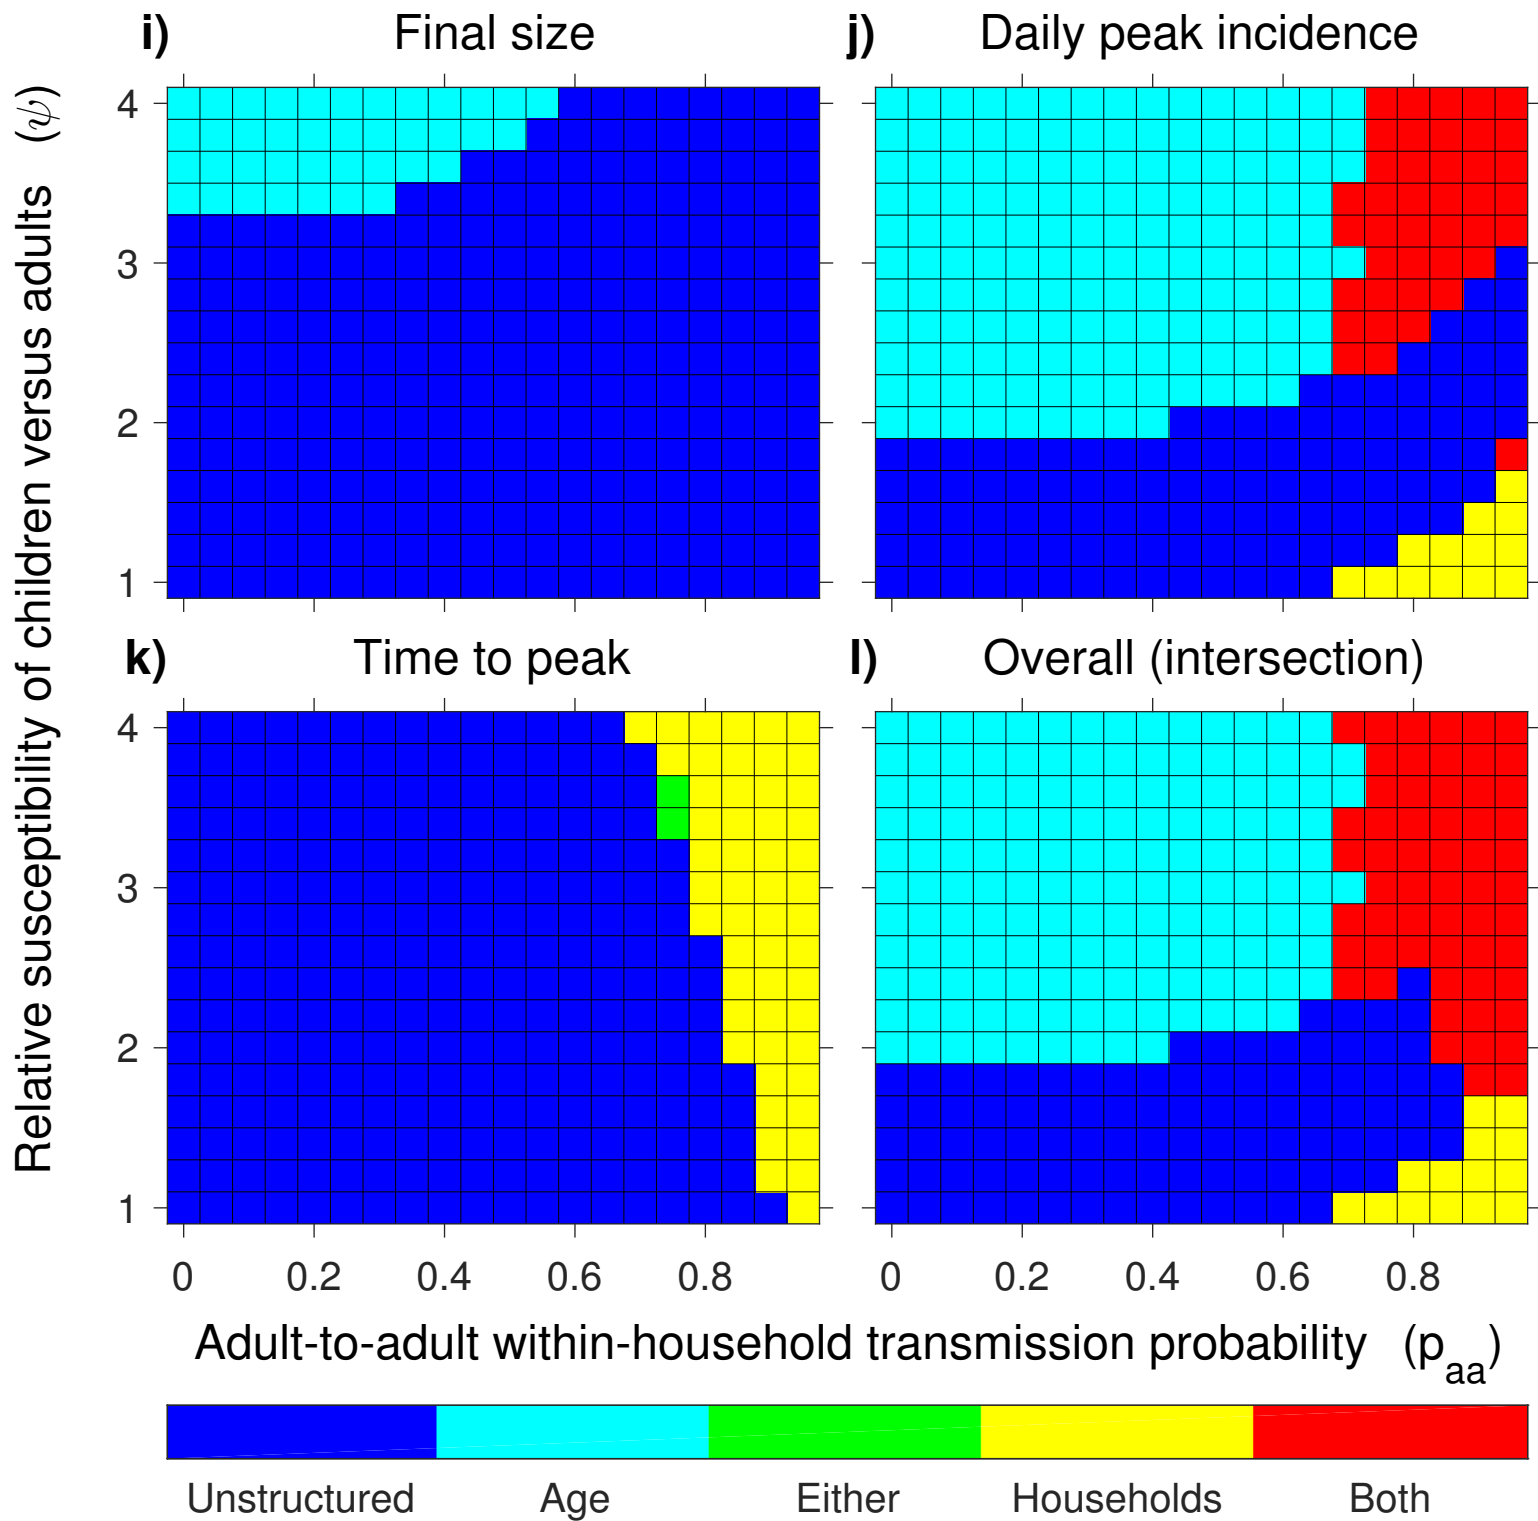 i) Final size
j) Daily peak incidence
Relative susceptibility of children versus adults (ψ)
4
3
2
1
k) Time to peak
l) Overall (intersection)
4
3
2
1
0 0.2 0.4 0.6 0.8
0 0.2 0.4 0.6 0.8
Adult-to-adult within-household transmission probability (p_aa)
Unstructured Age Either Households Both